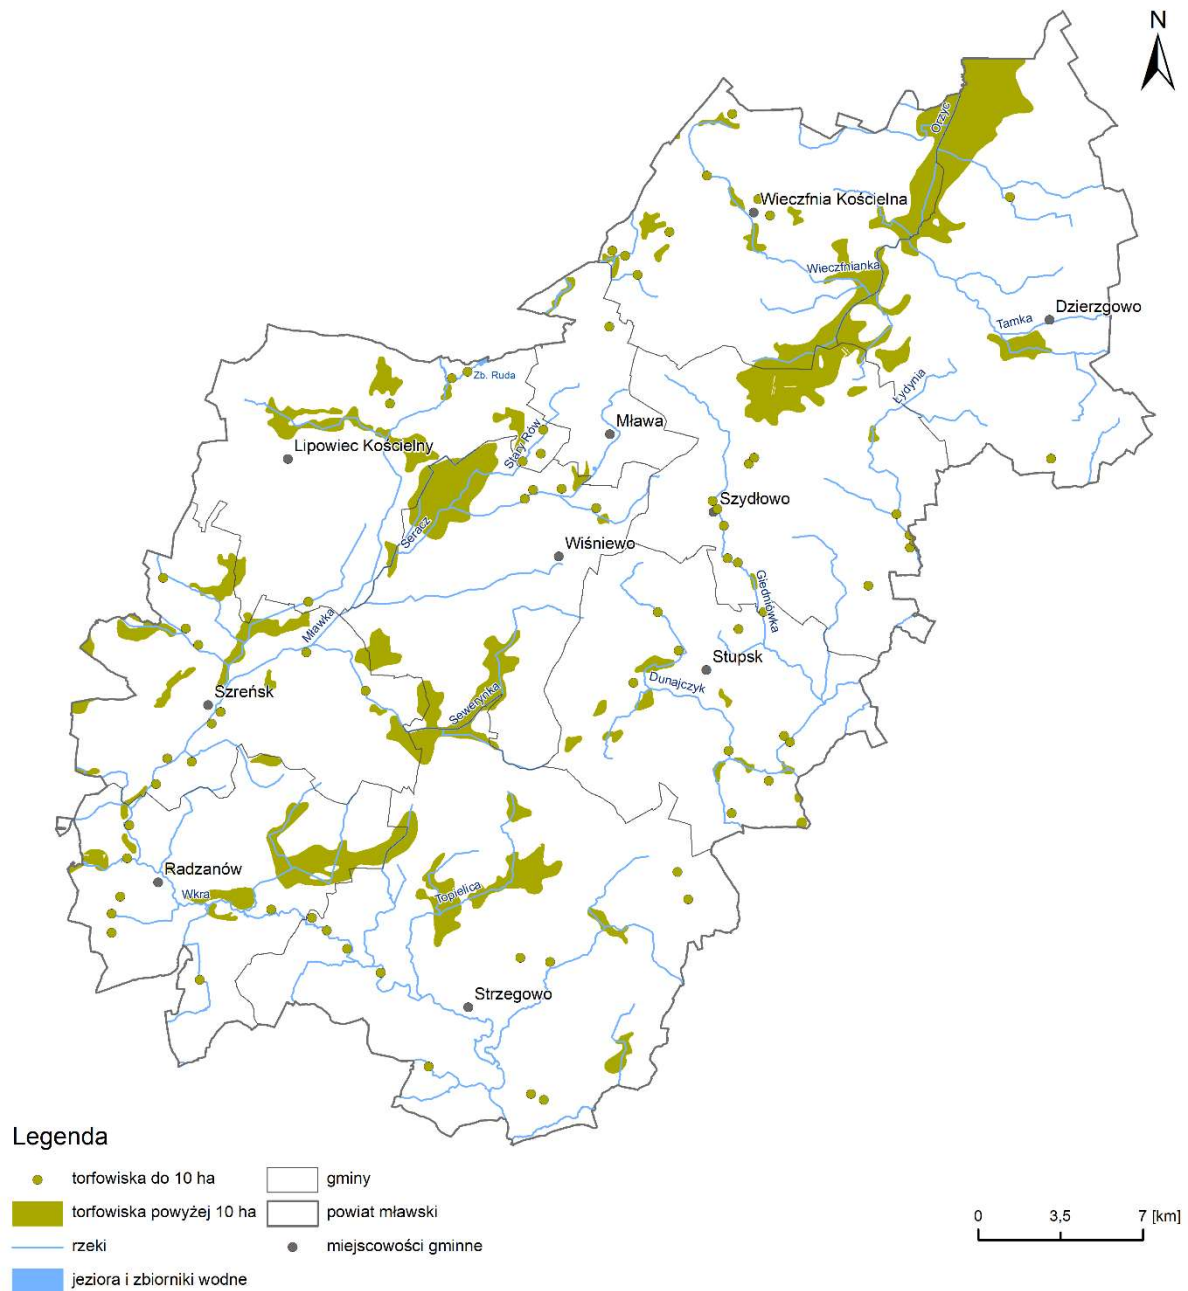 N
Orzyc
Wieczfnia Kościelna
Wieczfnianka
Dzierzgowo
Tamka
Zb. Ruda
Łydynia
Mława
Stary Rów
Lipowiec Kościelny
Szydłowo
Seracz
Wiśniewo
Giedniówka
Mławka
Stupsk
Dunajczyk
Szreńsk
Sewerynka
Radzanów
Wkra
Topielica
Strzegowo
Legenda
torfowiska do 10 ha
gminy
torfowiska powyżej 10 ha
powiat mławski
rzeki
miejscowości gminne
jeziora i zbiorniki wodne
0 3,5 7 [km]